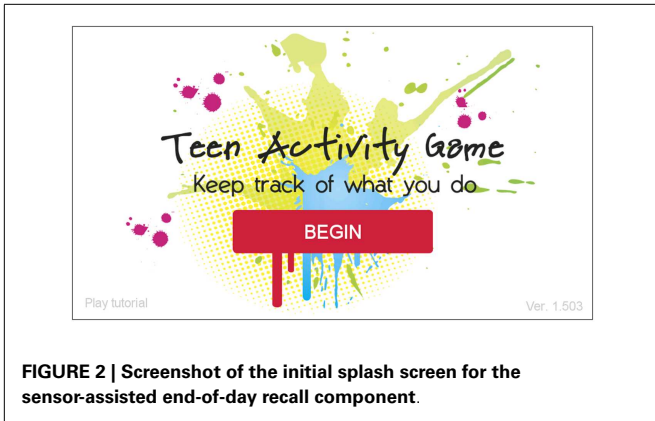 Teen Activity Game
Keep track of what you do
BEGIN
Play tutorial
Ver. 1.503
FIGURE 2 | Screenshot of the initial splash screen for the
sensor-assisted end-of-day recall component.